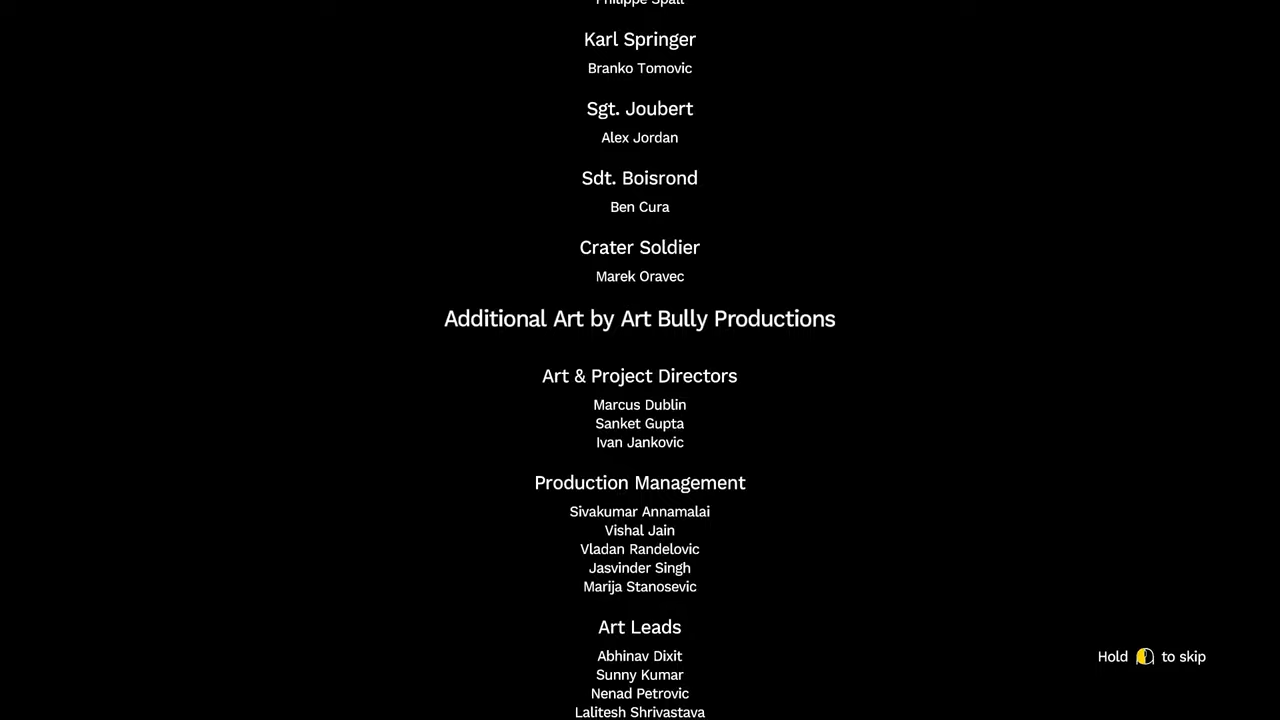 Philippe Spall
Karl Springer
Branko Tomovic
Sgt. Joubert
Alex Jordan
Sdt. Boisrond
Ben Cura
Crater Soldier
Marek Oravec
Additional Art by Art Bully Productions
Art & Project Directors
Marcus Dublin
Sanket Gupta
Ivan Jankovic
Production Management
Sivakumar Annamalai
Vishal Jain
Vladan Randelovic
Jasvinder Singh
Marija Stanosevic
Art Leads
Abhinav Dixit
Sunny Kumar
Nenad Petrovic
Lalitesh Shrivastava
Hold to skip